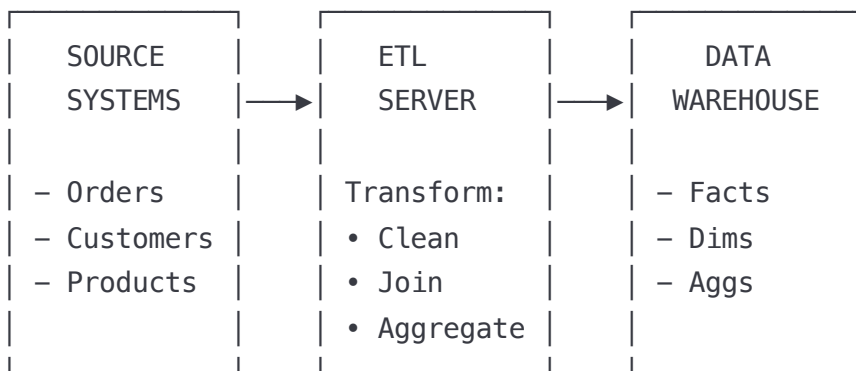 SOURCE ETL DATA
SYSTEMS SERVER WAREHOUSE
– Orders Transform: – Facts
– Customers • Clean – Dims
– Products • Join – Aggs
• Aggregate